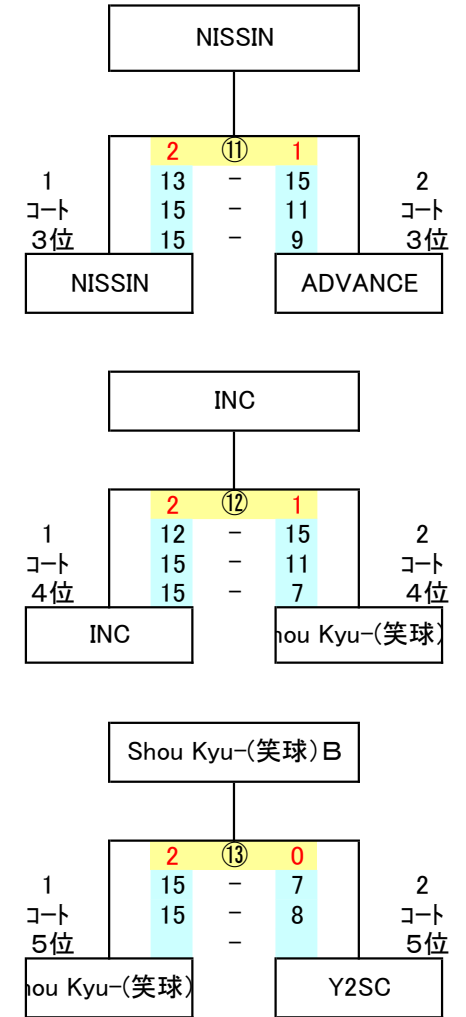 NISSIN
2 ⑪ 1
1 13 - 15 2
コート 15 - 11 コート
３位 15 - 9 ３位
NISSIN ADVANCE
INC
2 ⑫ 1
1 12 - 15 2
コート 15 - 11 コート
４位 15 - 7 ４位
INC hou Kyu-(笑球)
Shou Kyu-(笑球)Ｂ
2 ⑬ 0
1 15 - 7 2
コート 15 - 8 コート
５位 - ５位
hou Kyu-(笑球) Y2SC